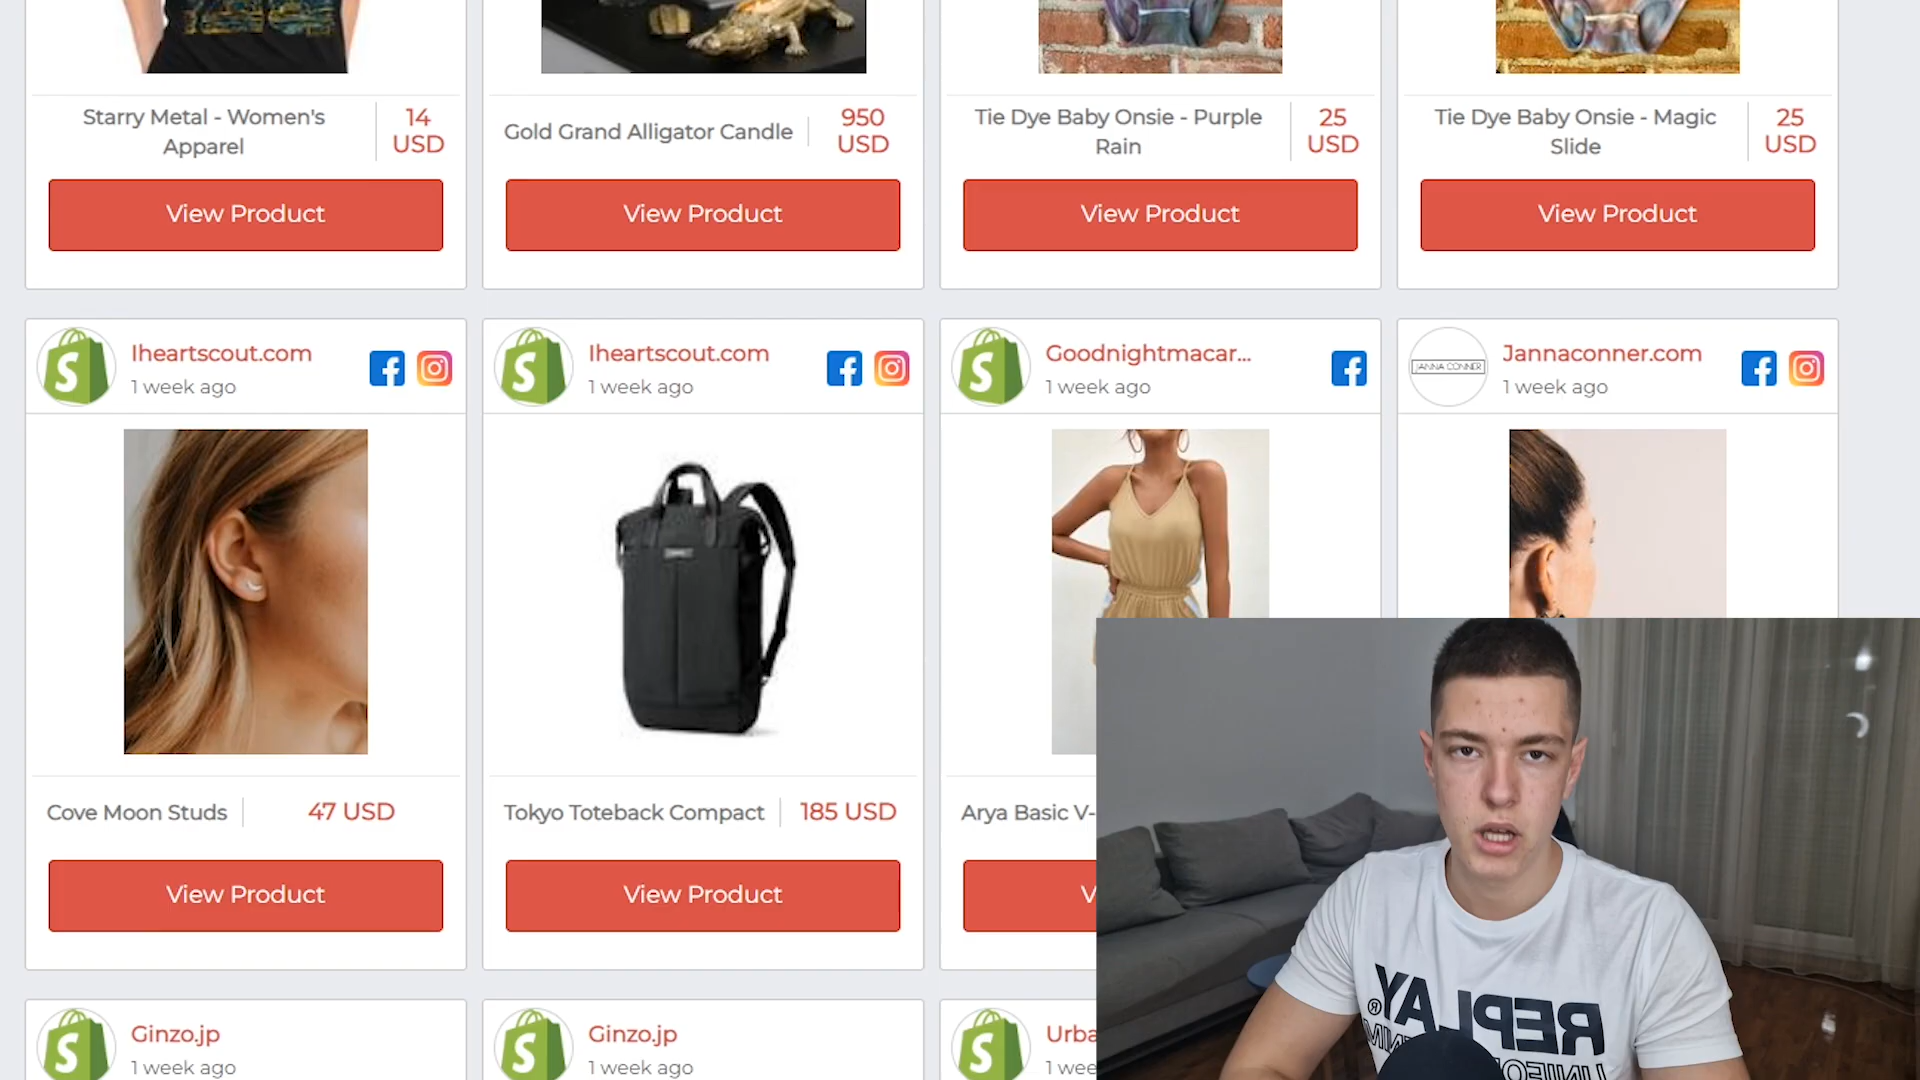 Starry Metal - Women's
Apparel
14
USD
Gold Grand Alligator Candle
950
USD
Tie Dye Baby Onsie - Purple
Rain
25
USD
Tie Dye Baby Onsie - Magic
Slide
25
USD
View Product
View Product
View Product
View Product
Iheartscout.com
1 week ago
Iheartscout.com
1 week ago
Goodnightmacar...
1 week ago
JANNA CONNER
Jannaconner.com
1 week ago
Cove Moon Studs
47 USD
Tokyo Toteback Compact
185 USD
Arya Basic V-
View Product
View Product
V
REPLAY
Ginzo.jp
1 week ago
Ginzo.jp
1 week ago
Urba
1 wee